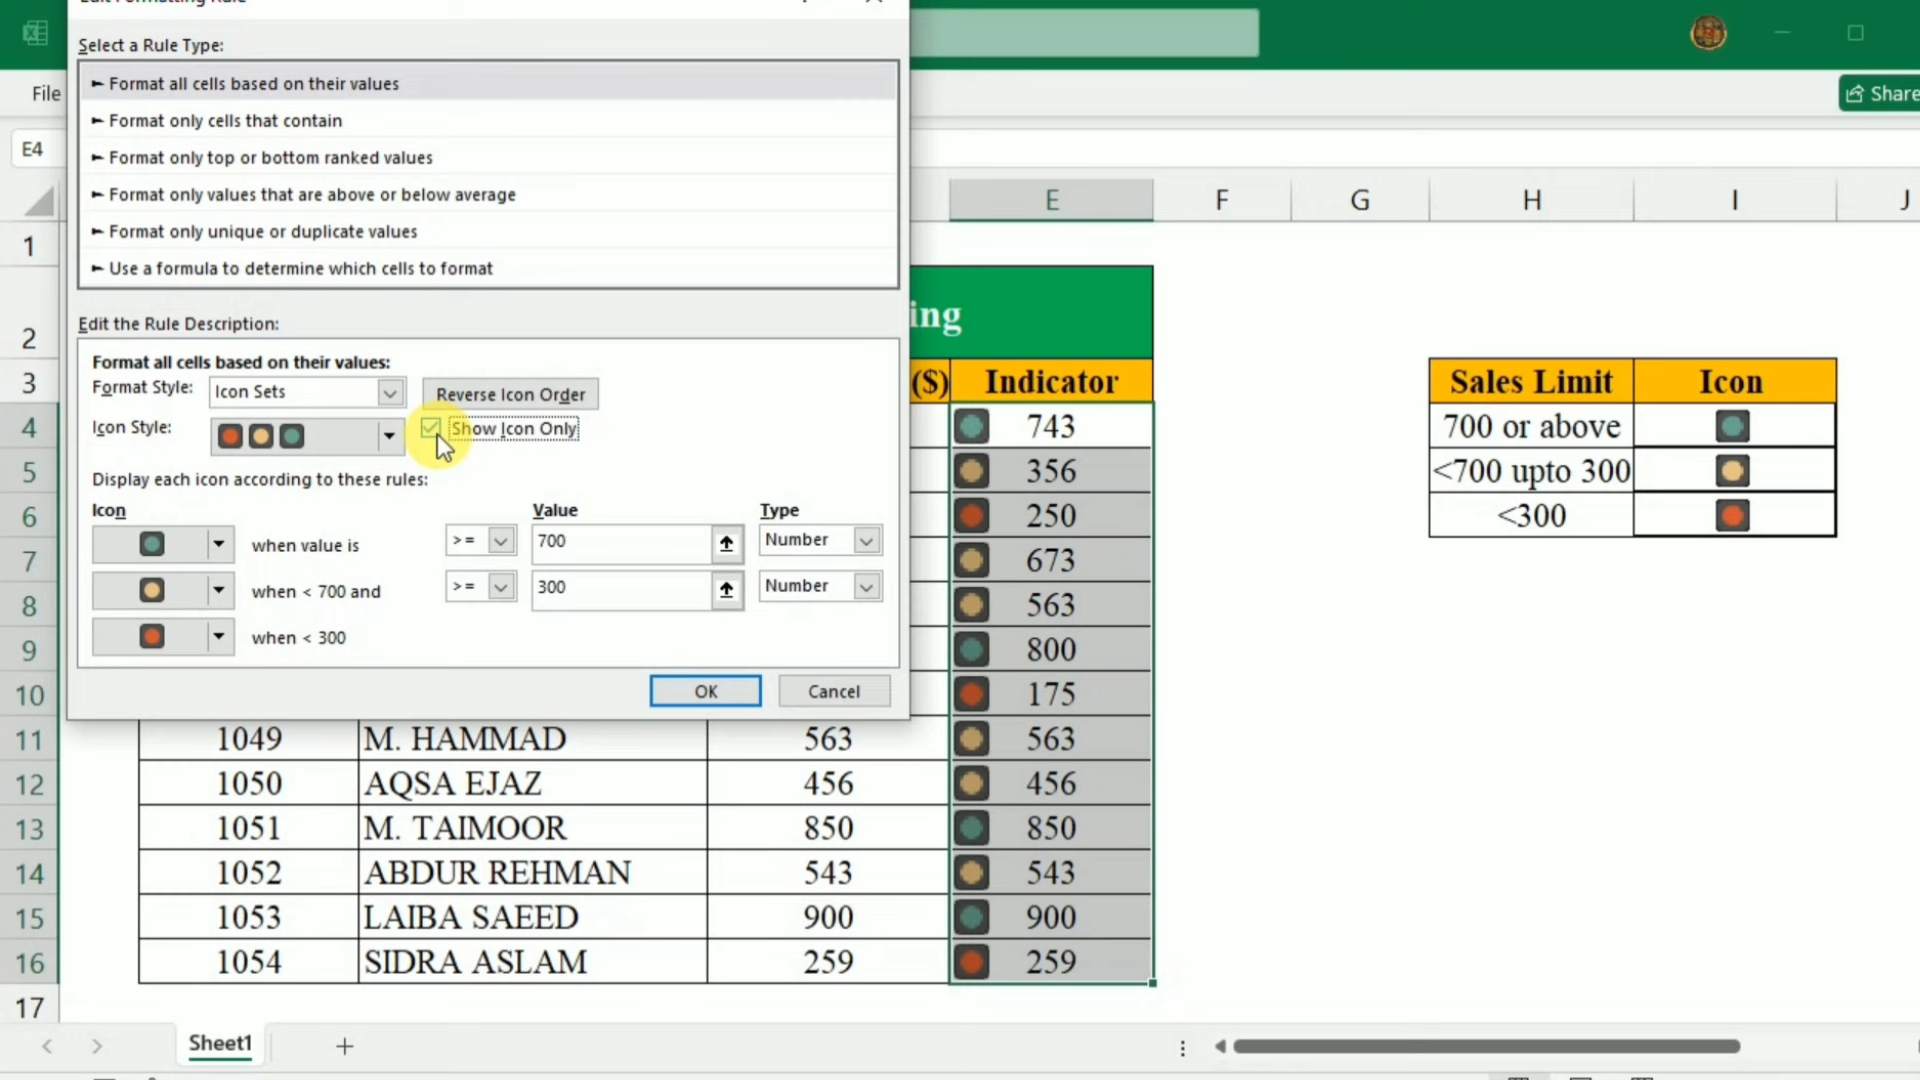 Edit Formatting Rule
Select a Rule Type:
► Format all cells based on their values
► Format only cells that contain
► Format only top or bottom ranked values
► Format only values that are above or below average
► Format only unique or duplicate values
► Use a formula to determine which cells to format
Edit the Rule Description:
Format all cells based on their values:
Format Style: Icon Sets Reverse Icon Order
Icon Style: Show Icon Only
Display each icon according to these rules:
Icon Value Type
when value is >= 700 Number
when < 700 and >= 300 Number
when < 300
OK Cancel
File Share
E4
E F G H I J
1
2 ing
3 ($) Indicator Sales Limit Icon
4 743 700 or above
5 356 <700 upto 300
6 250 <300
7 673
8 563
9 800
10 175
11 1049 M. HAMMAD 563 563
12 1050 AQSA EJAZ 456 456
13 1051 M. TAIMOOR 850 850
14 1052 ABDUR REHMAN 543 543
15 1053 LAIBA SAEED 900 900
16 1054 SIDRA ASLAM 259 259
17
Sheet1